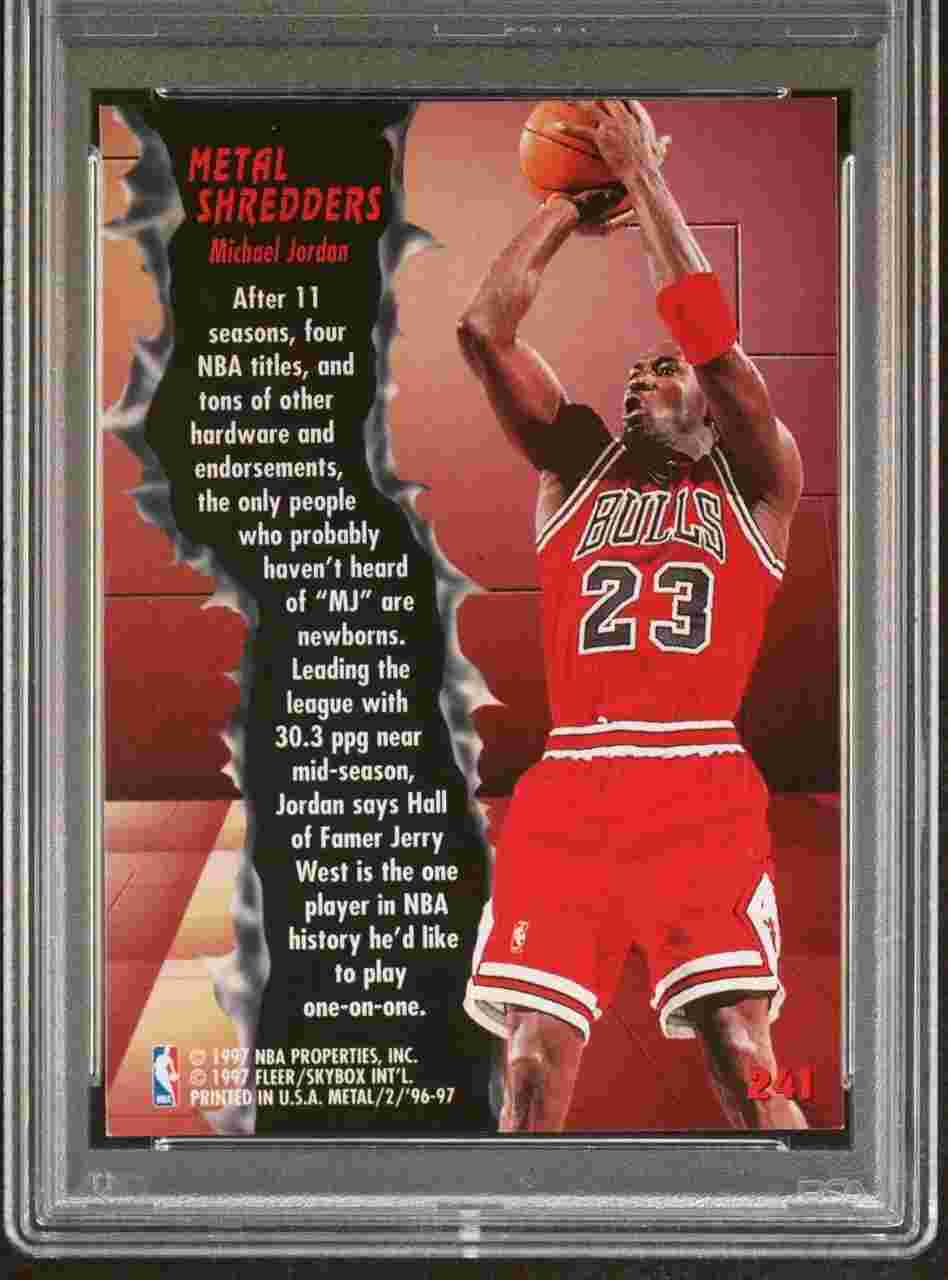 METAL
SHREDDERS
Michael Jordan
After 11
seasons, four
NBA titles, and
tons of other
hardware and
endorsements,
the only people
who probably
haven't heard
of "MJ" are
newborns.
Leading the
league with
30.3 ppg near
mid-season,
Jordan says Hall
of Famer Jerry
West is the one
player in NBA
history he'd like
to play
one-on-one.
© 1997 NBA PROPERTIES, INC.
© 1997 FLEER/SKYBOX INT'L.
PRINTED IN U.S.A. METAL/2/'96-97
BULLS
23
241
PSA